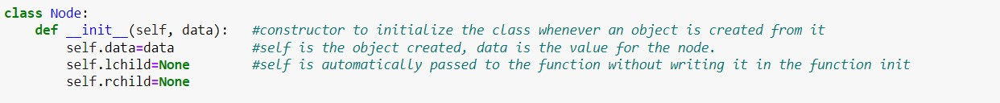 class Node:
    def __init__(self, data):   #constructor to initialize the class whenever an object is created from it
        self.data=data          #self is the object created, data is the value for the node.
        self.lchild=None        #self is automatically passed to the function without writing it in the function init
        self.rchild=None